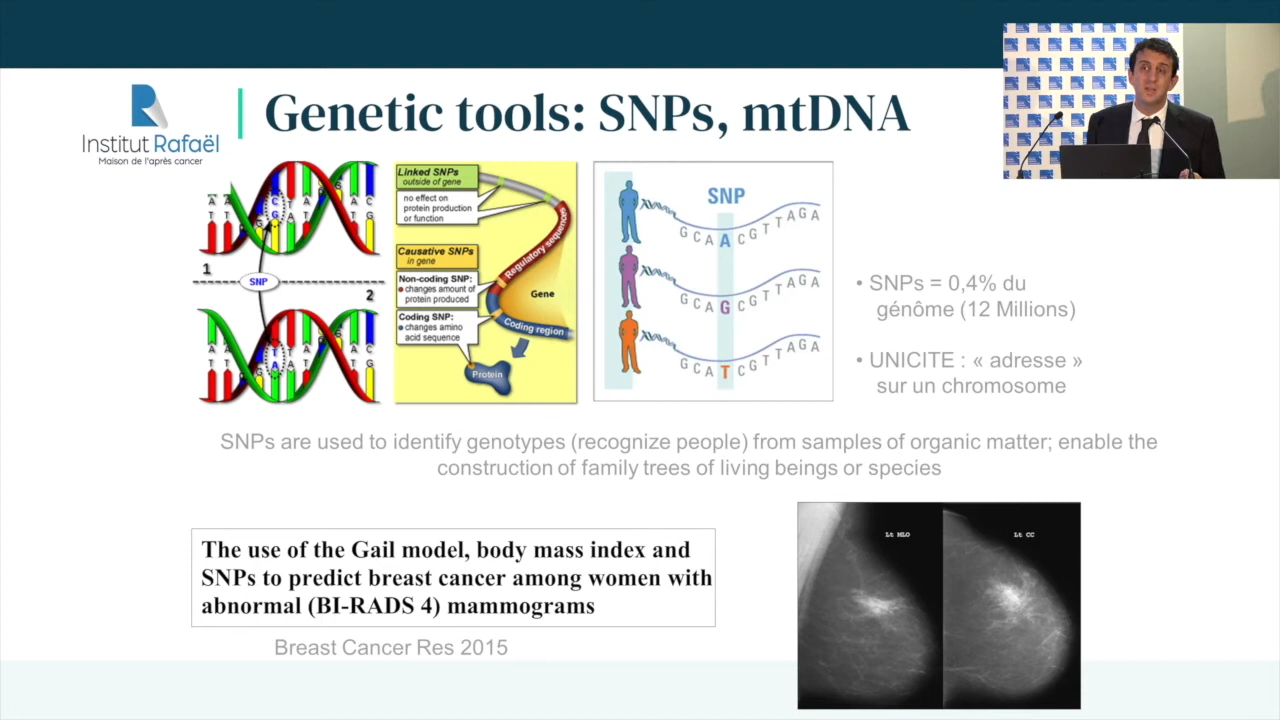 Institut Rafaël
Maison de l'après cancer
Genetic tools: SNPs, mtDNA
1
SNP
2
Linked SNPs
outside of gene
no effect on
protein production
or function
Causative SNPs
in gene
Non-coding SNP:
changes amount of
protein produced
Coding SNP:
changes amino
acid sequence
Regulatory sequences
Gene
Coding region
Protein
SNP
GCAACGTTAGA
GCAGCGTTAGA
GCATCGTTAGA
• SNPs = 0,4% du
génôme (12 Millions)
• UNICITE : « adresse »
sur un chromosome
SNPs are used to identify genotypes (recognize people) from samples of organic matter; enable the
construction of family trees of living beings or species
The use of the Gail model, body mass index and
SNPs to predict breast cancer among women with
abnormal (BI-RADS 4) mammograms
Breast Cancer Res 2015
Lt MLO
Lt CC